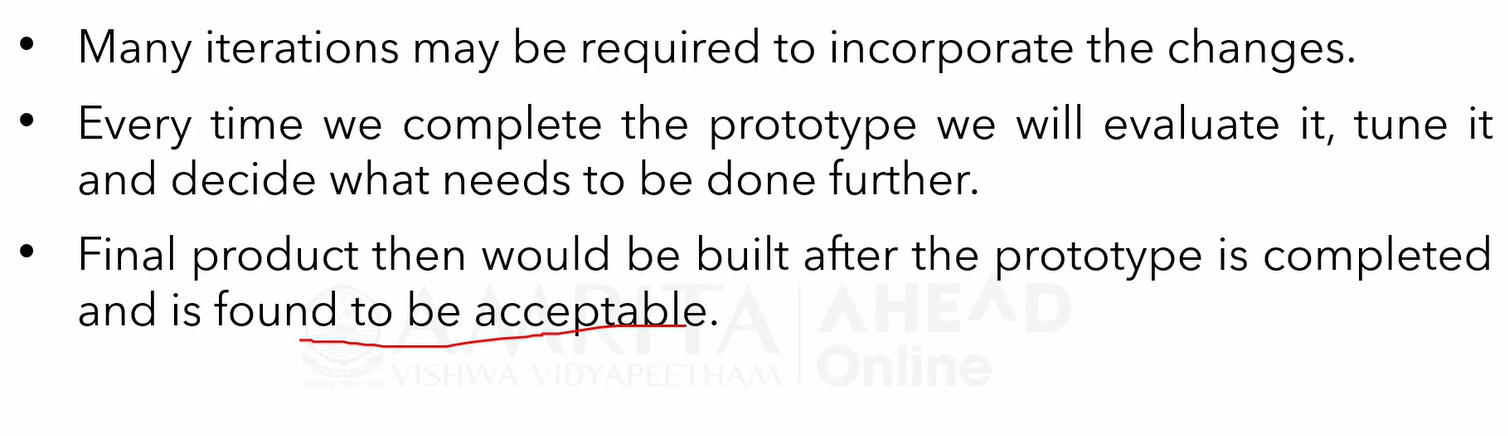 • Many iterations may be required to incorporate the changes.
• Every time we complete the prototype we will evaluate it, tune it
and decide what needs to be done further.
• Final product then would be built after the prototype is completed
and is found to be acceptable.
AMRITA AHEAD
VISHWA VIDYAPEETHAM Online